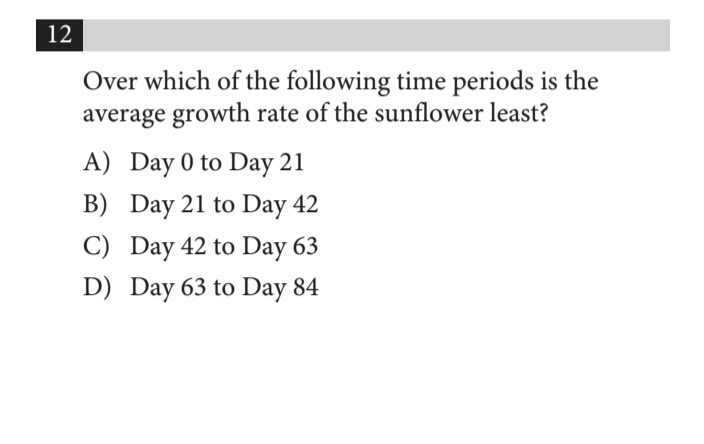 12
Over which of the following time periods is the
average growth rate of the sunflower least?
A) Day 0 to Day 21
B) Day 21 to Day 42
C) Day 42 to Day 63
D) Day 63 to Day 84